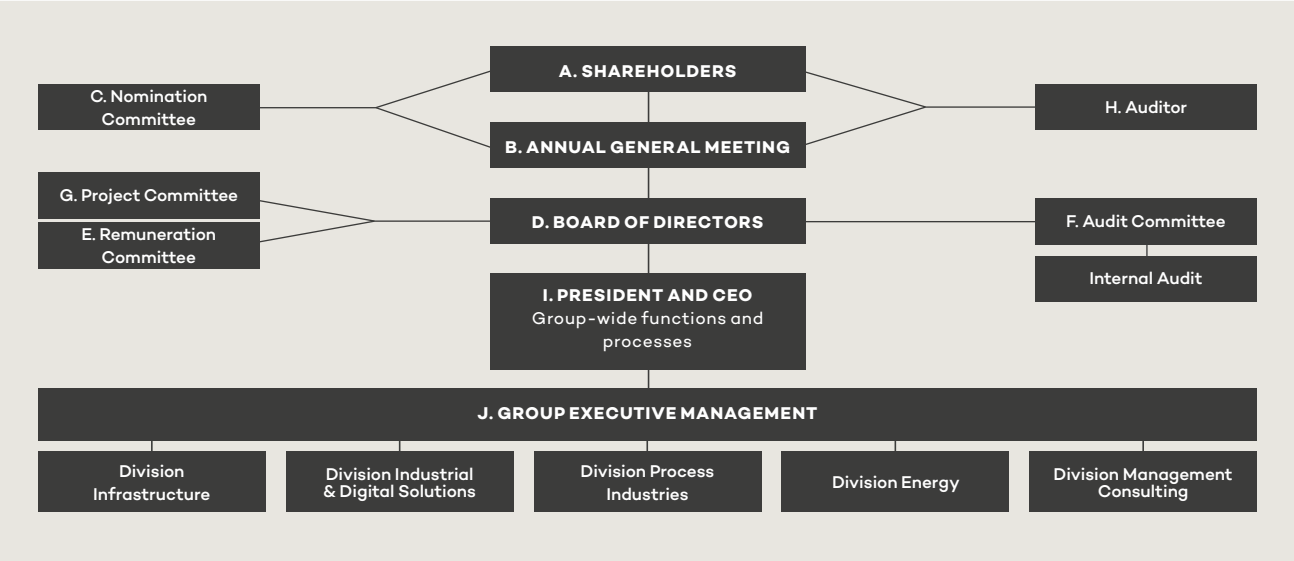 A. SHAREHOLDERS
C. Nomination
Committee
H. Auditor
B. ANNUAL GENERAL MEETING
G. Project Committee
E. Remuneration
Committee
D. BOARD OF DIRECTORS
F. Audit Committee
Internal Audit
I. PRESIDENT AND CEO
Group-wide functions and
processes
J. GROUP EXECUTIVE MANAGEMENT
Division
Infrastructure
Division Industrial
& Digital Solutions
Division Process
Industries
Division Energy
Division Management
Consulting